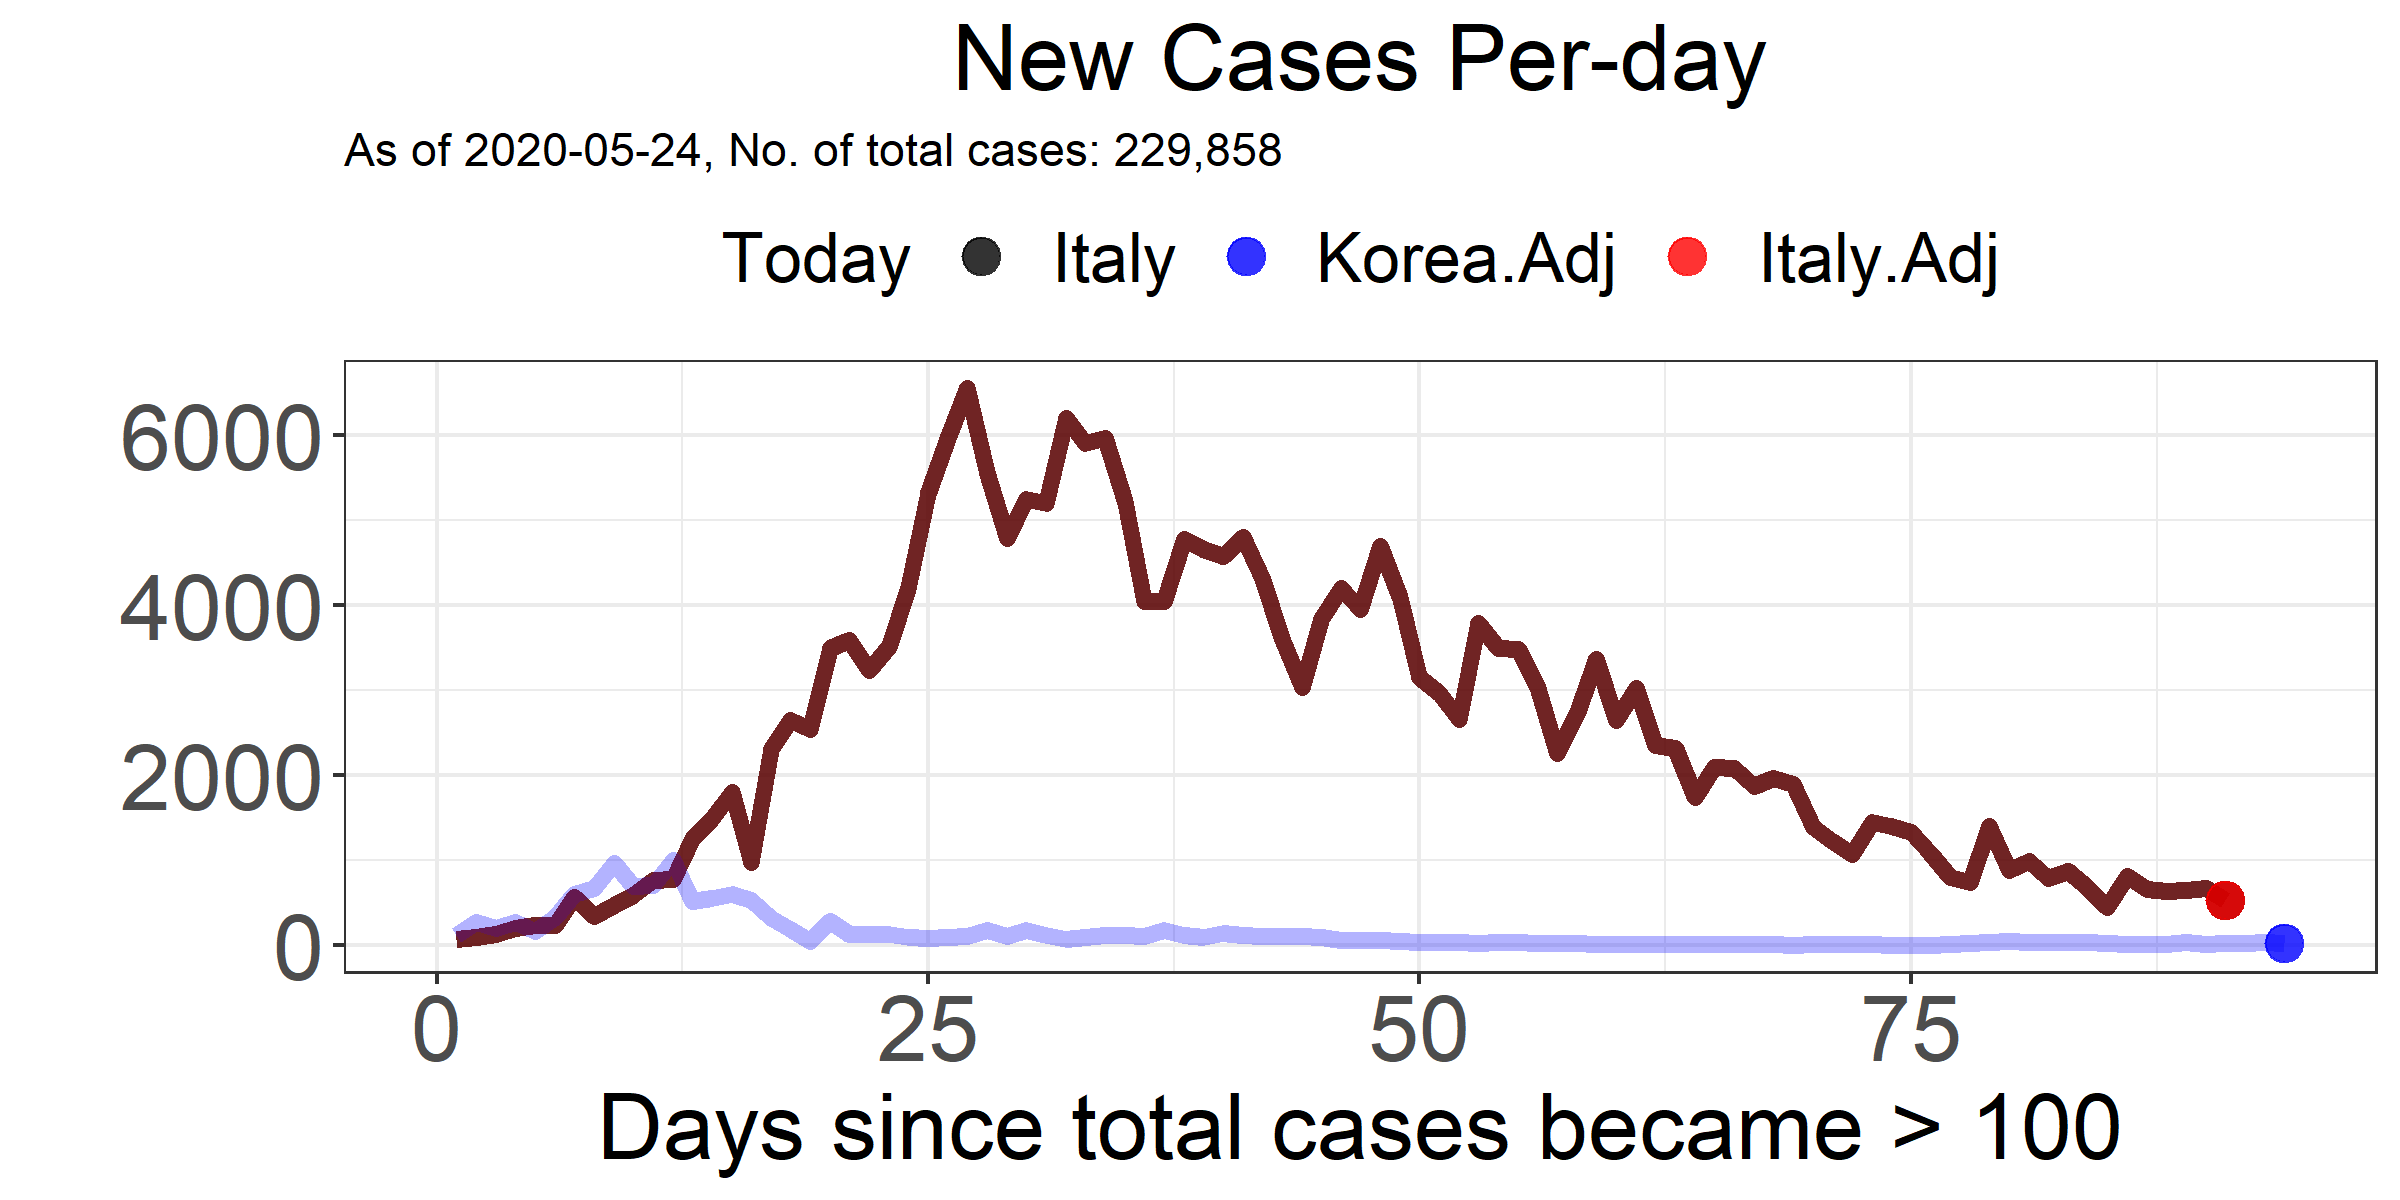 New Cases Per-day
As of 2020-05-24, No. of total cases: 229,858
Today Italy Korea.Adj Italy.Adj
6000
4000
2000
0
0 25 50 75
Days since total cases became > 100